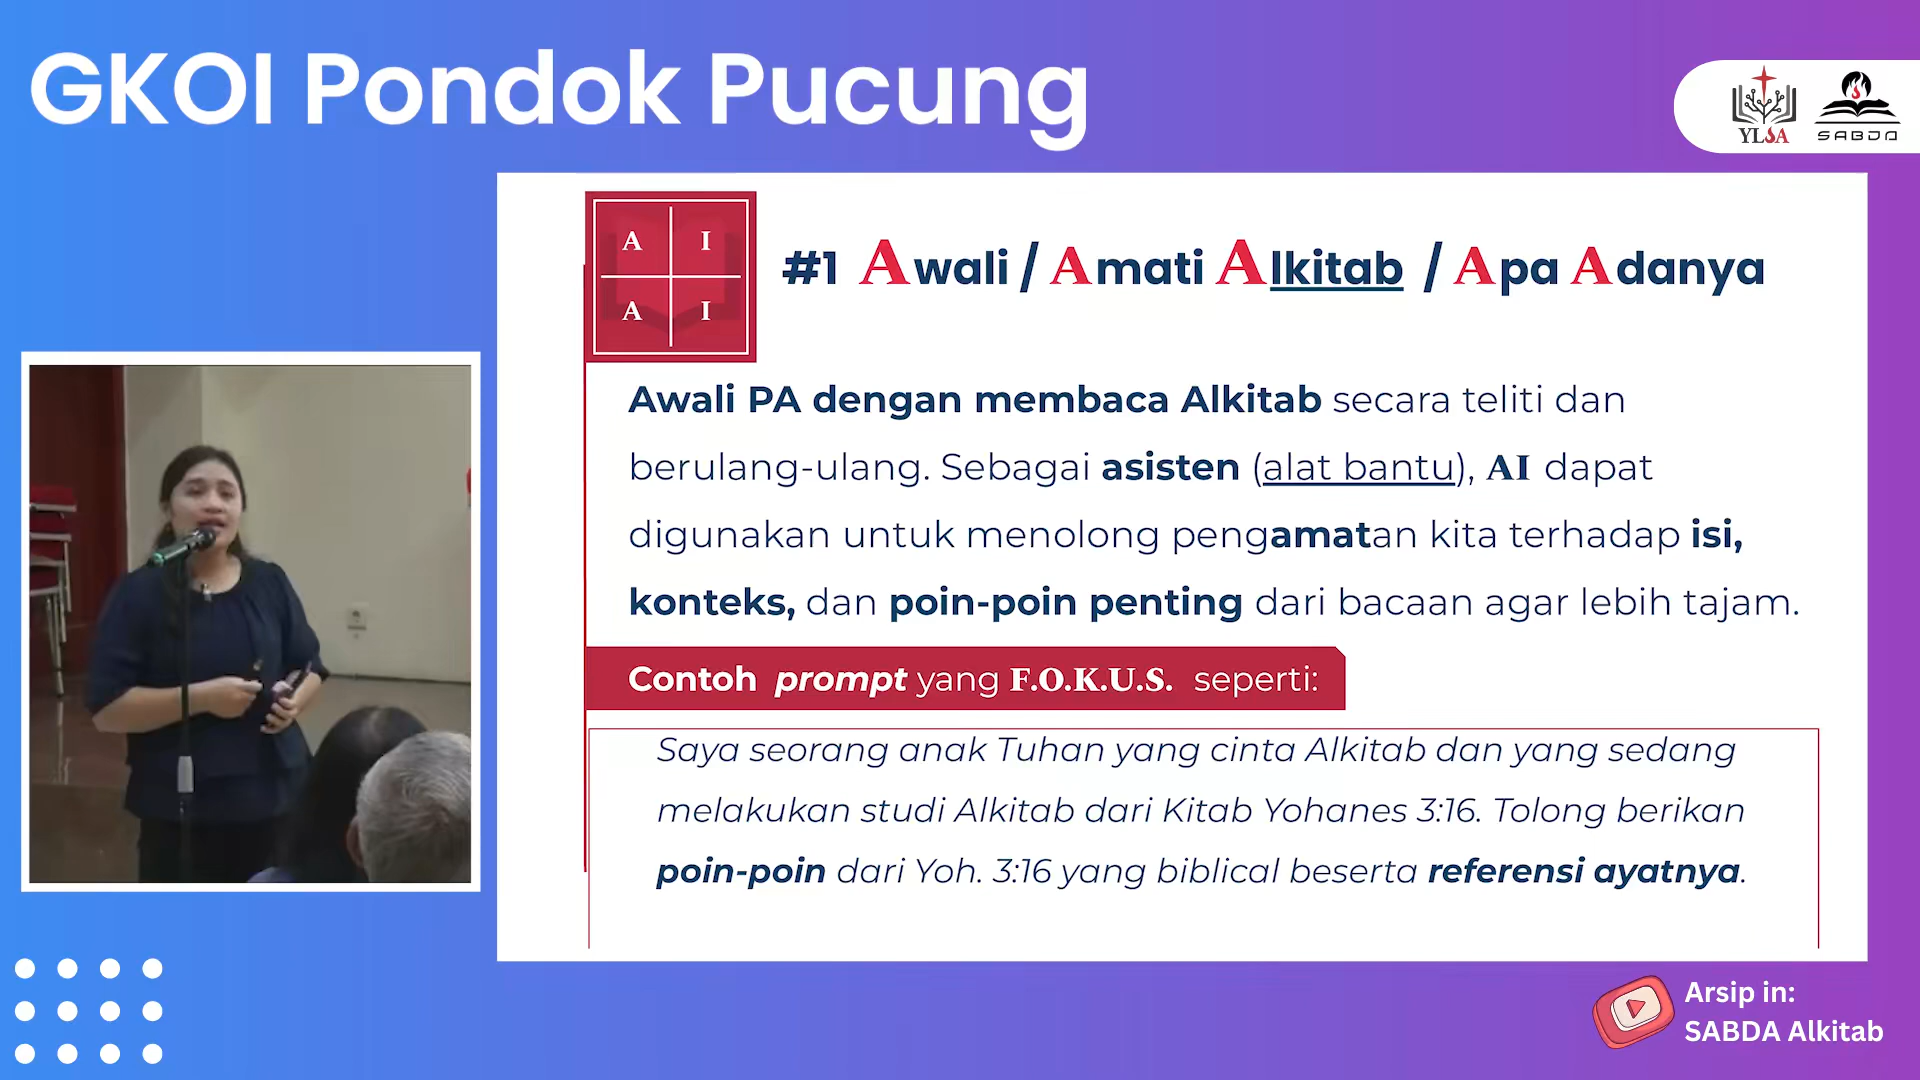 GKOI Pondok Pucung
YLSA
SABDA
A I
A I
#1 Awali / Amati Alkitab / Apa Adanya
Awali PA dengan membaca Alkitab secara teliti dan
berulang-ulang. Sebagai asisten (alat bantu), AI dapat
digunakan untuk menolong pengamatan kita terhadap isi,
konteks, dan poin-poin penting dari bacaan agar lebih tajam.
Contoh prompt yang F.O.K.U.S. seperti:
Saya seorang anak Tuhan yang cinta Alkitab dan yang sedang
melakukan studi Alkitab dari Kitab Yohanes 3:16. Tolong berikan
poin-poin dari Yoh. 3:16 yang biblical beserta referensi ayatnya.
Arsip in:
SABDA Alkitab